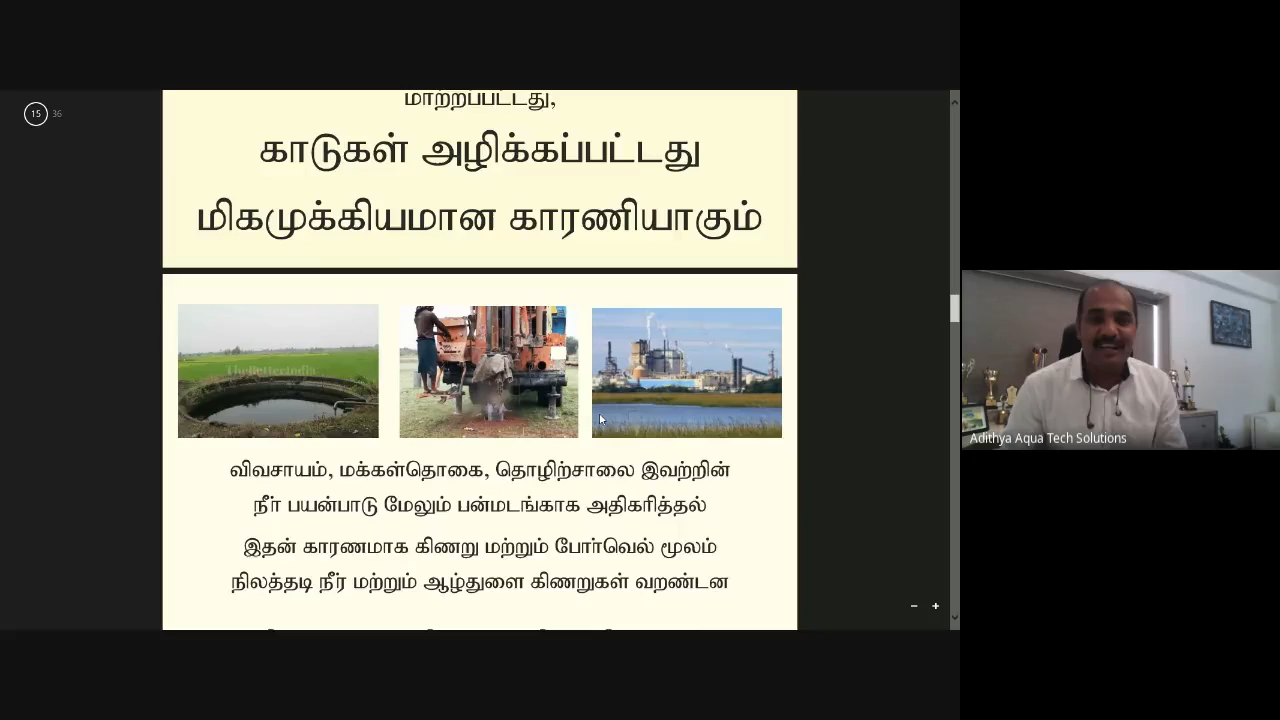 15 36
மாற்றப்பட்டது,
காடுகள் அழிக்கப்பட்டது
மிகமுக்கியமான காரணியாகும்
TheBetterIndia
விவசாயம், மக்கள்தொகை, தொழிற்சாலை இவற்றின்
நீர் பயன்பாடு மேலும் பன்மடங்காக அதிகரித்தல்
இதன் காரணமாக கிணறு மற்றும் போர்வெல் மூலம்
நிலத்தடி நீர் மற்றும் ஆழ்துளை கிணறுகள் வறண்டன
Adithya Aqua Tech Solutions